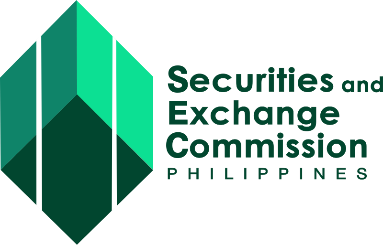 Securities and
Exchange
Commission
PHILIPPINES